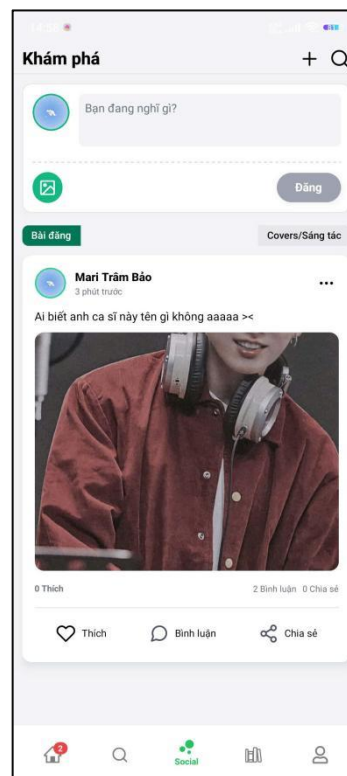 14:56
Khám phá
Bạn đang nghĩ gì?
Đăng
Bài đăng
Covers/Sáng tác
Mari Trâm Bảo
3 phút trước
Ai biết anh ca sĩ này tên gì không aaaaa ><
0 Thích
2 Bình luận 0 Chia sẻ
Thích
Bình luận
Chia sẻ
2
Social